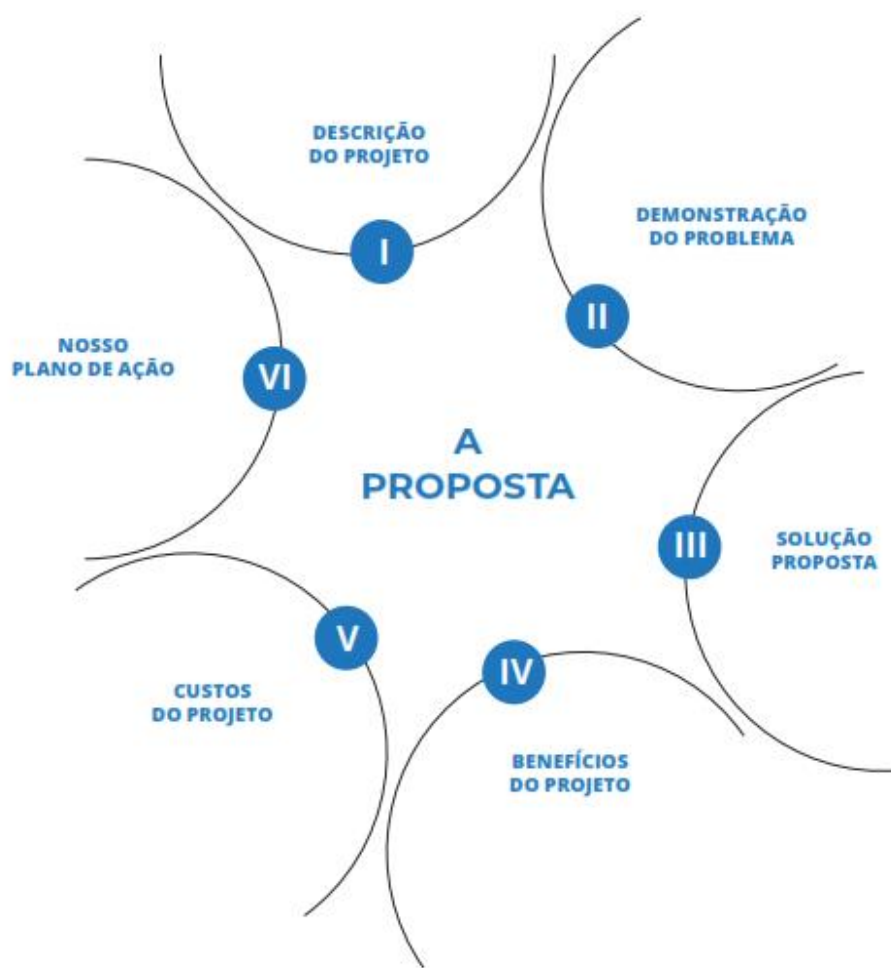 DESCRIÇÃO
DO PROJETO
I
DEMONSTRAÇÃO
DO PROBLEMA
II
SOLUÇÃO
PROPOSTA
III
BENEFÍCIOS
DO PROJETO
IV
CUSTOS
DO PROJETO
V
NOSSO
PLANO DE AÇÃO
VI
A
PROPOSTA